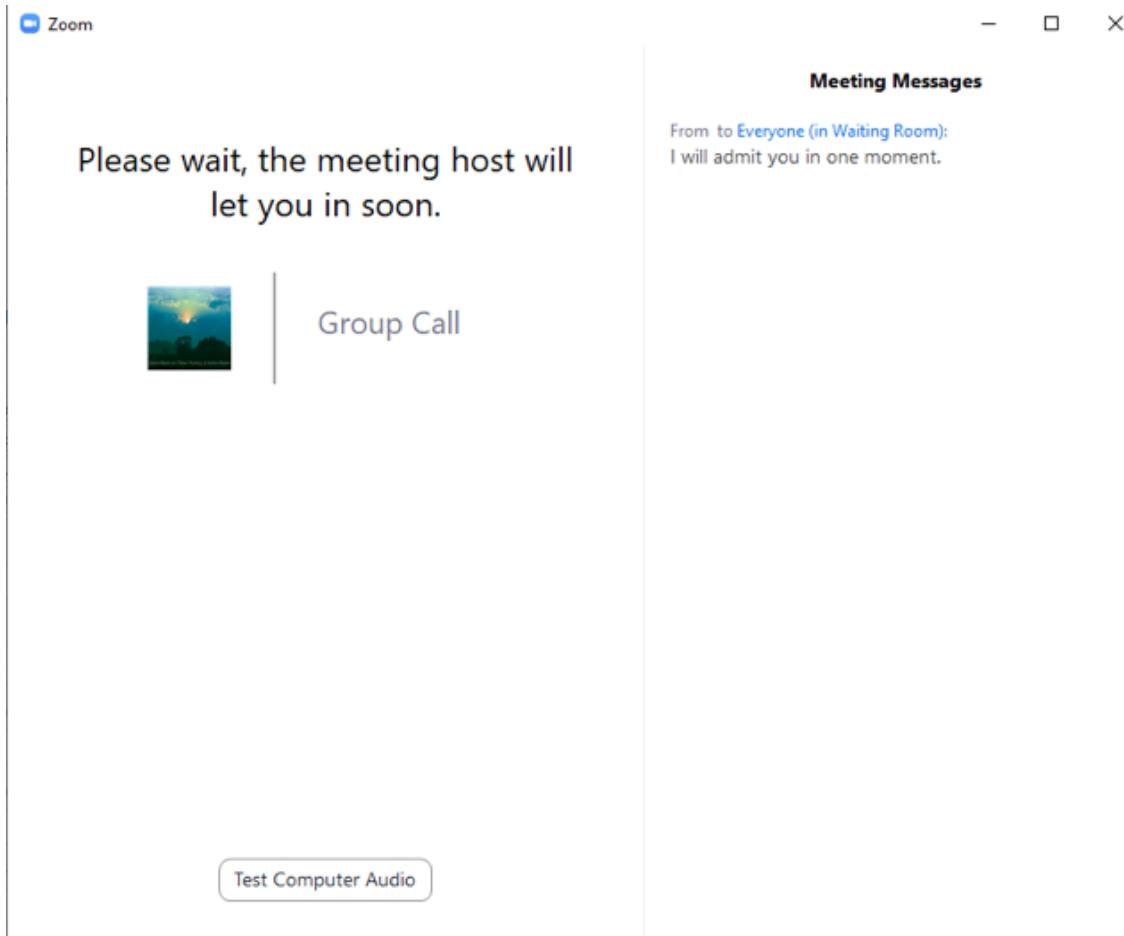 Zoom
Please wait, the meeting host will
let you in soon.
Group Call
Test Computer Audio
Meeting Messages
From to Everyone (in Waiting Room):
I will admit you in one moment.